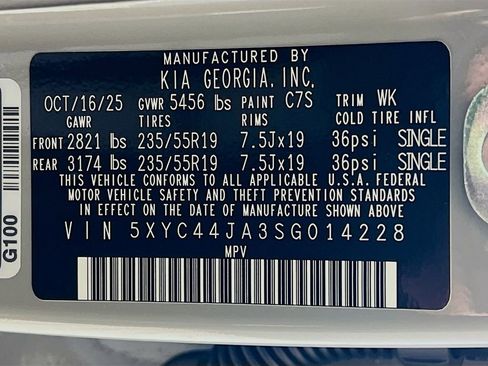 MANUFACTURED BY
KIA GEORGIA, INC.
OCT/16/25 GVWR 5456 lbs PAINT C7S TRIM WK
GAWR TIRES RIMS COLD TIRE INFL
FRONT 2821 lbs 235/55R19 7.5Jx19 36psi SINGLE
REAR 3174 lbs 235/55R19 7.5Jx19 36psi SINGLE
THIS VEHICLE CONFORMS TO ALL APPLICABLE U.S.A. FEDERAL
MOTOR VEHICLE SAFETY AND THEFT PREVENTION STANDARDS
IN EFFECT ON THE DATE OF MANUFACTURE SHOWN ABOVE.
VIN 5XYC44JA3SG014228
MPV
G100